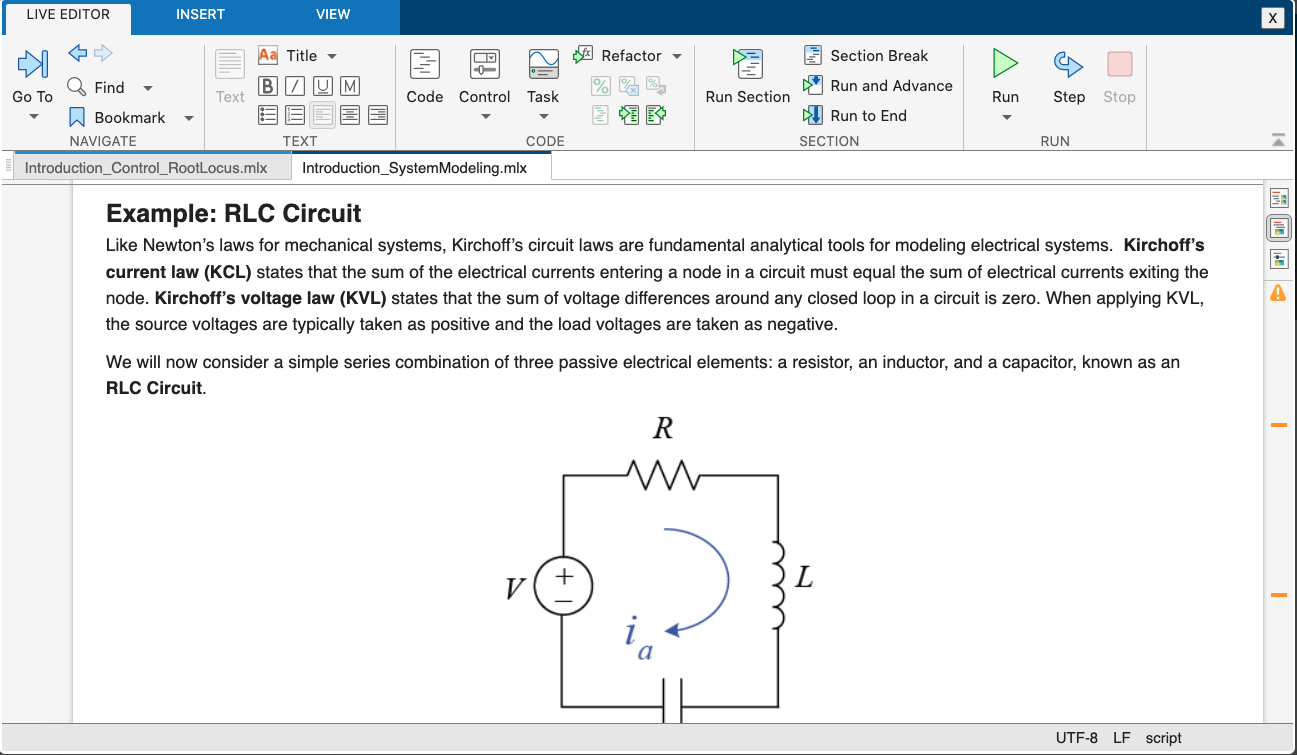 LIVE EDITOR INSERT VIEW X
Go To
Find
Bookmark
NAVIGATE
Text
Aa Title
B I U M
TEXT
Code
Control
Task
Refactor
CODE
Run Section
Section Break
Run and Advance
Run to End
SECTION
Run
Step
Stop
RUN
Introduction_Control_RootLocus.mlx Introduction_SystemModeling.mlx
Example: RLC Circuit
Like Newton's laws for mechanical systems, Kirchoff's circuit laws are fundamental analytical tools for modeling electrical systems. Kirchoff's
current law (KCL) states that the sum of the electrical currents entering a node in a circuit must equal the sum of electrical currents exiting the
node. Kirchoff's voltage law (KVL) states that the sum of voltage differences around any closed loop in a circuit is zero. When applying KVL,
the source voltages are typically taken as positive and the load voltages are taken as negative.
We will now consider a simple series combination of three passive electrical elements: a resistor, an inductor, and a capacitor, known as an
RLC Circuit.
R
V
+
−
L
i a
UTF-8 LF script